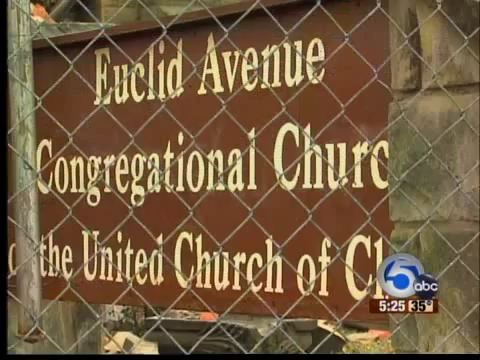 Euclid Avenue
Congregational Churc
the United Church of C
5 abc
5:25 35°